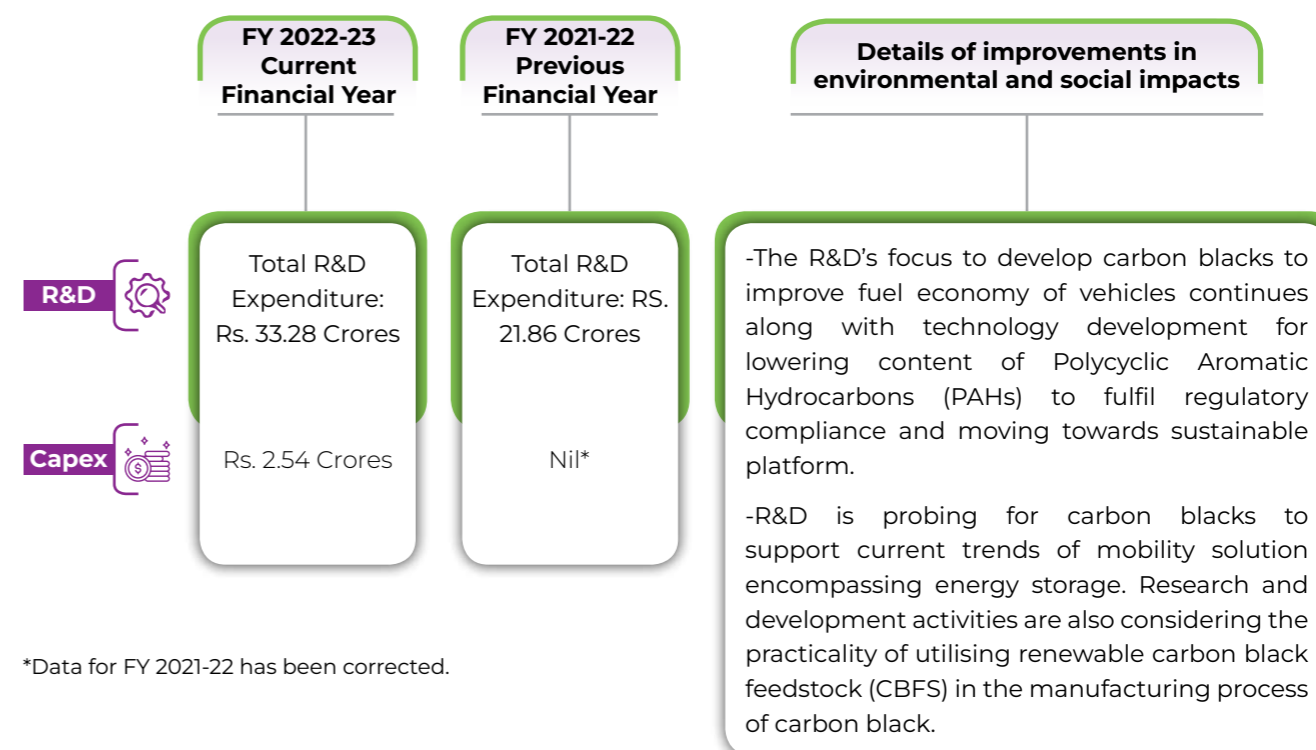 FY 2022-23
Current
Financial Year
FY 2021-22
Previous
Financial Year
Details of improvements in
environmental and social impacts
R&D
Total R&D
Expenditure:
Rs. 33.28 Crores
Total R&D
Expenditure: RS.
21.86 Crores
Capex
Rs. 2.54 Crores
Nil*
-The R&D’s focus to develop carbon blacks to
improve fuel economy of vehicles continues
along with technology development for
lowering content of Polycyclic Aromatic
Hydrocarbons (PAHs) to fulfil regulatory
compliance and moving towards sustainable
platform.
-R&D is probing for carbon blacks to
support current trends of mobility solution
encompassing energy storage. Research and
development activities are also considering the
practicality of utilising renewable carbon black
feedstock (CBFS) in the manufacturing process
of carbon black.
*Data for FY 2021-22 has been corrected.